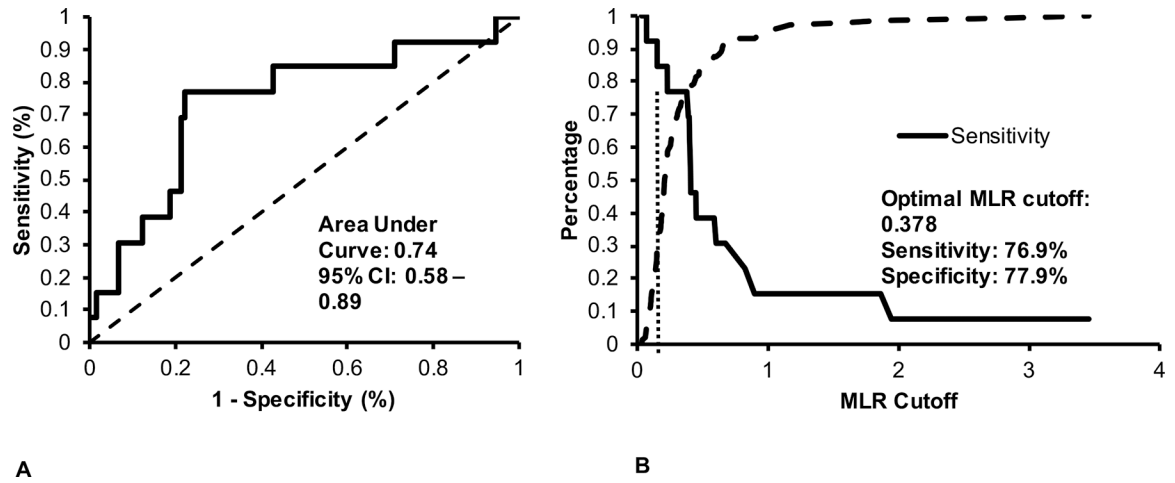 1
0.9
0.8
0.7
0.6
0.5
0.4
0.3
0.2
0.1
0
Sensitivity (%)
0
0.2
0.4
0.6
0.8
1
1 - Specificity (%)
Area Under
Curve: 0.74
95% CI: 0.58 –
0.89
A
1
0.9
0.8
0.7
0.6
0.5
0.4
0.3
0.2
0.1
0
Percentage
0
1
2
3
4
MLR Cutoff
Sensitivity
Optimal MLR cutoff:
0.378
Sensitivity: 76.9%
Specificity: 77.9%
B